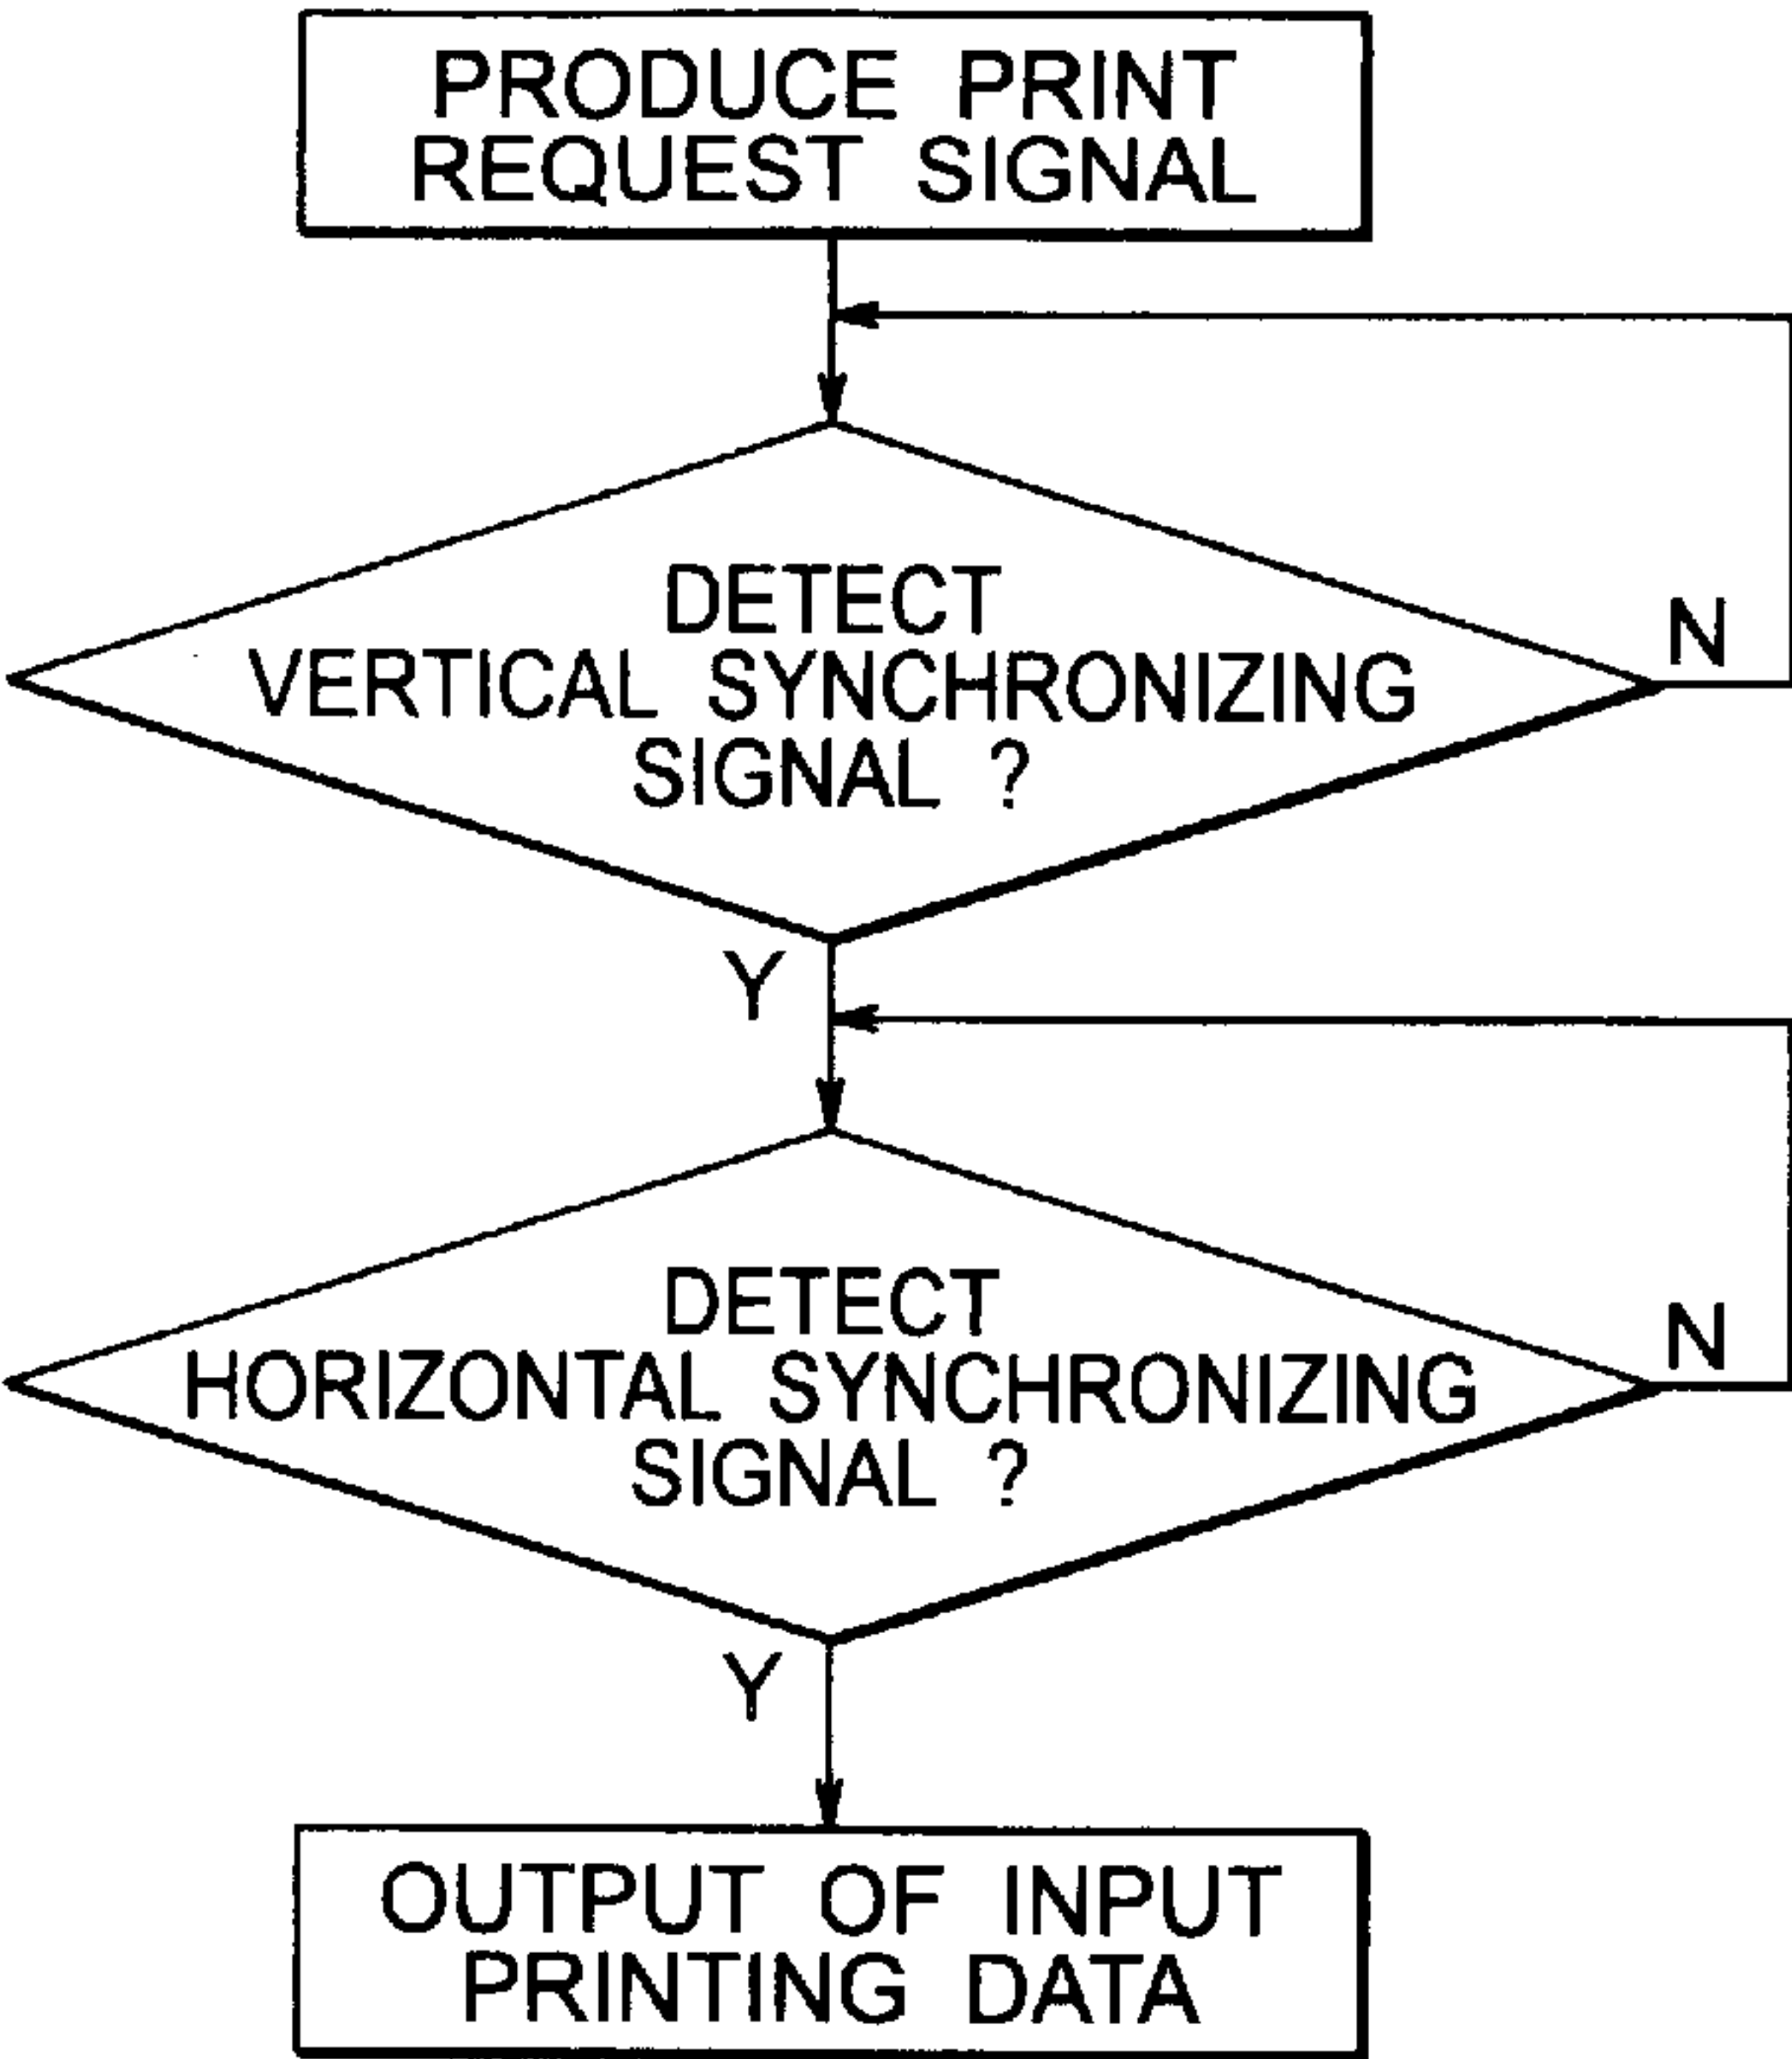 PRODUCE PRINT
REQUEST SIGNAL
DETECT
VERTICAL SYNCHRONIZING
SIGNAL ?
N
Y
DETECT
HORIZONTAL SYNCHRONIZING
SIGNAL ?
N
Y
OUTPUT OF INPUT
PRINTING DATA